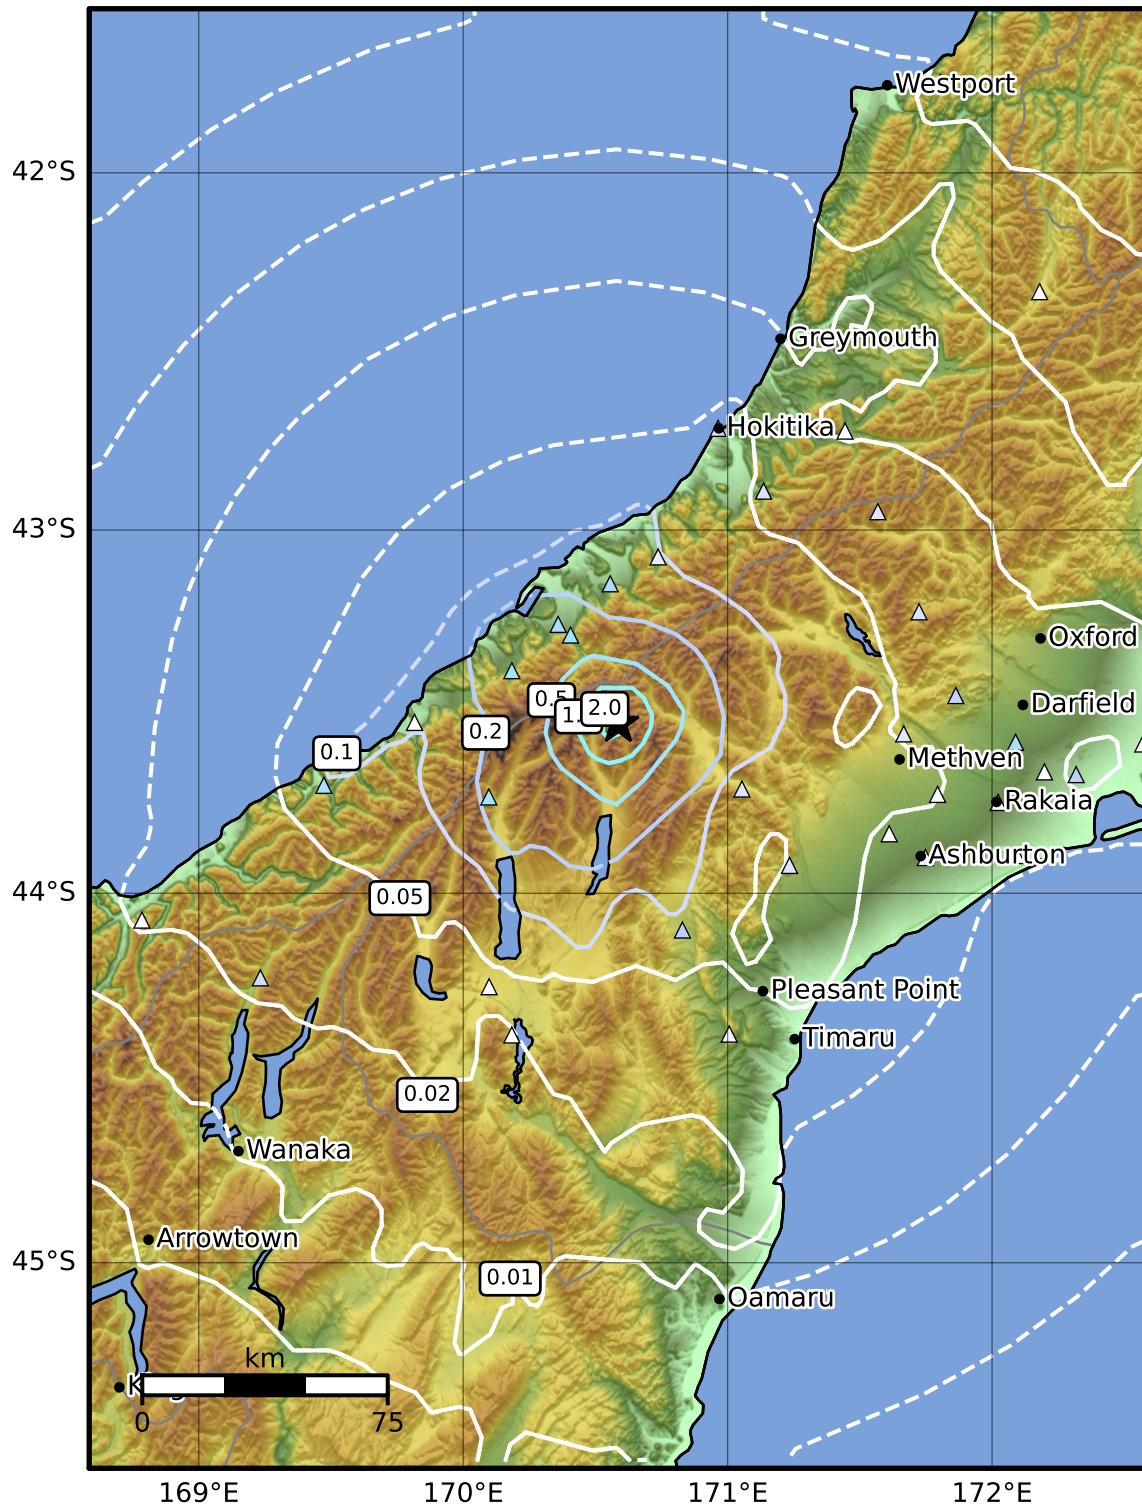 Westport
42°S
Greymouth
Hokitika
43°S
Oxford
0.5
2.0
Darfield
1.
0.2
0.1
Methven
Rakaia
Ashburton
44°S
0.05
Pleasant Point
Timaru
0.02
Wanaka
Arrowtown
45°S
0.01
Oamaru
km
0
75
169°E
170°E
171°E
172°E